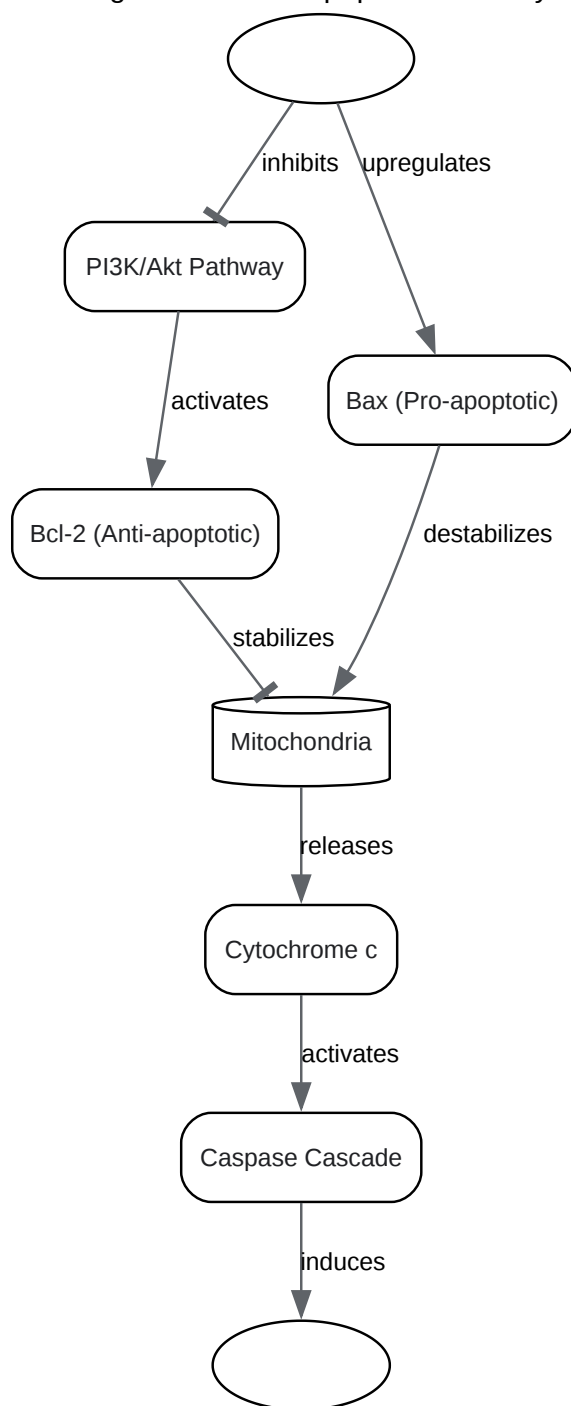 inhibits
upregulates
PI3K/Akt Pathway
activates
Bax (Pro-apoptotic)
Bcl-2 (Anti-apoptotic)
destabilizes
stabilizes
Mitochondria
releases
Cytochrome c
activates
Caspase Cascade
induces